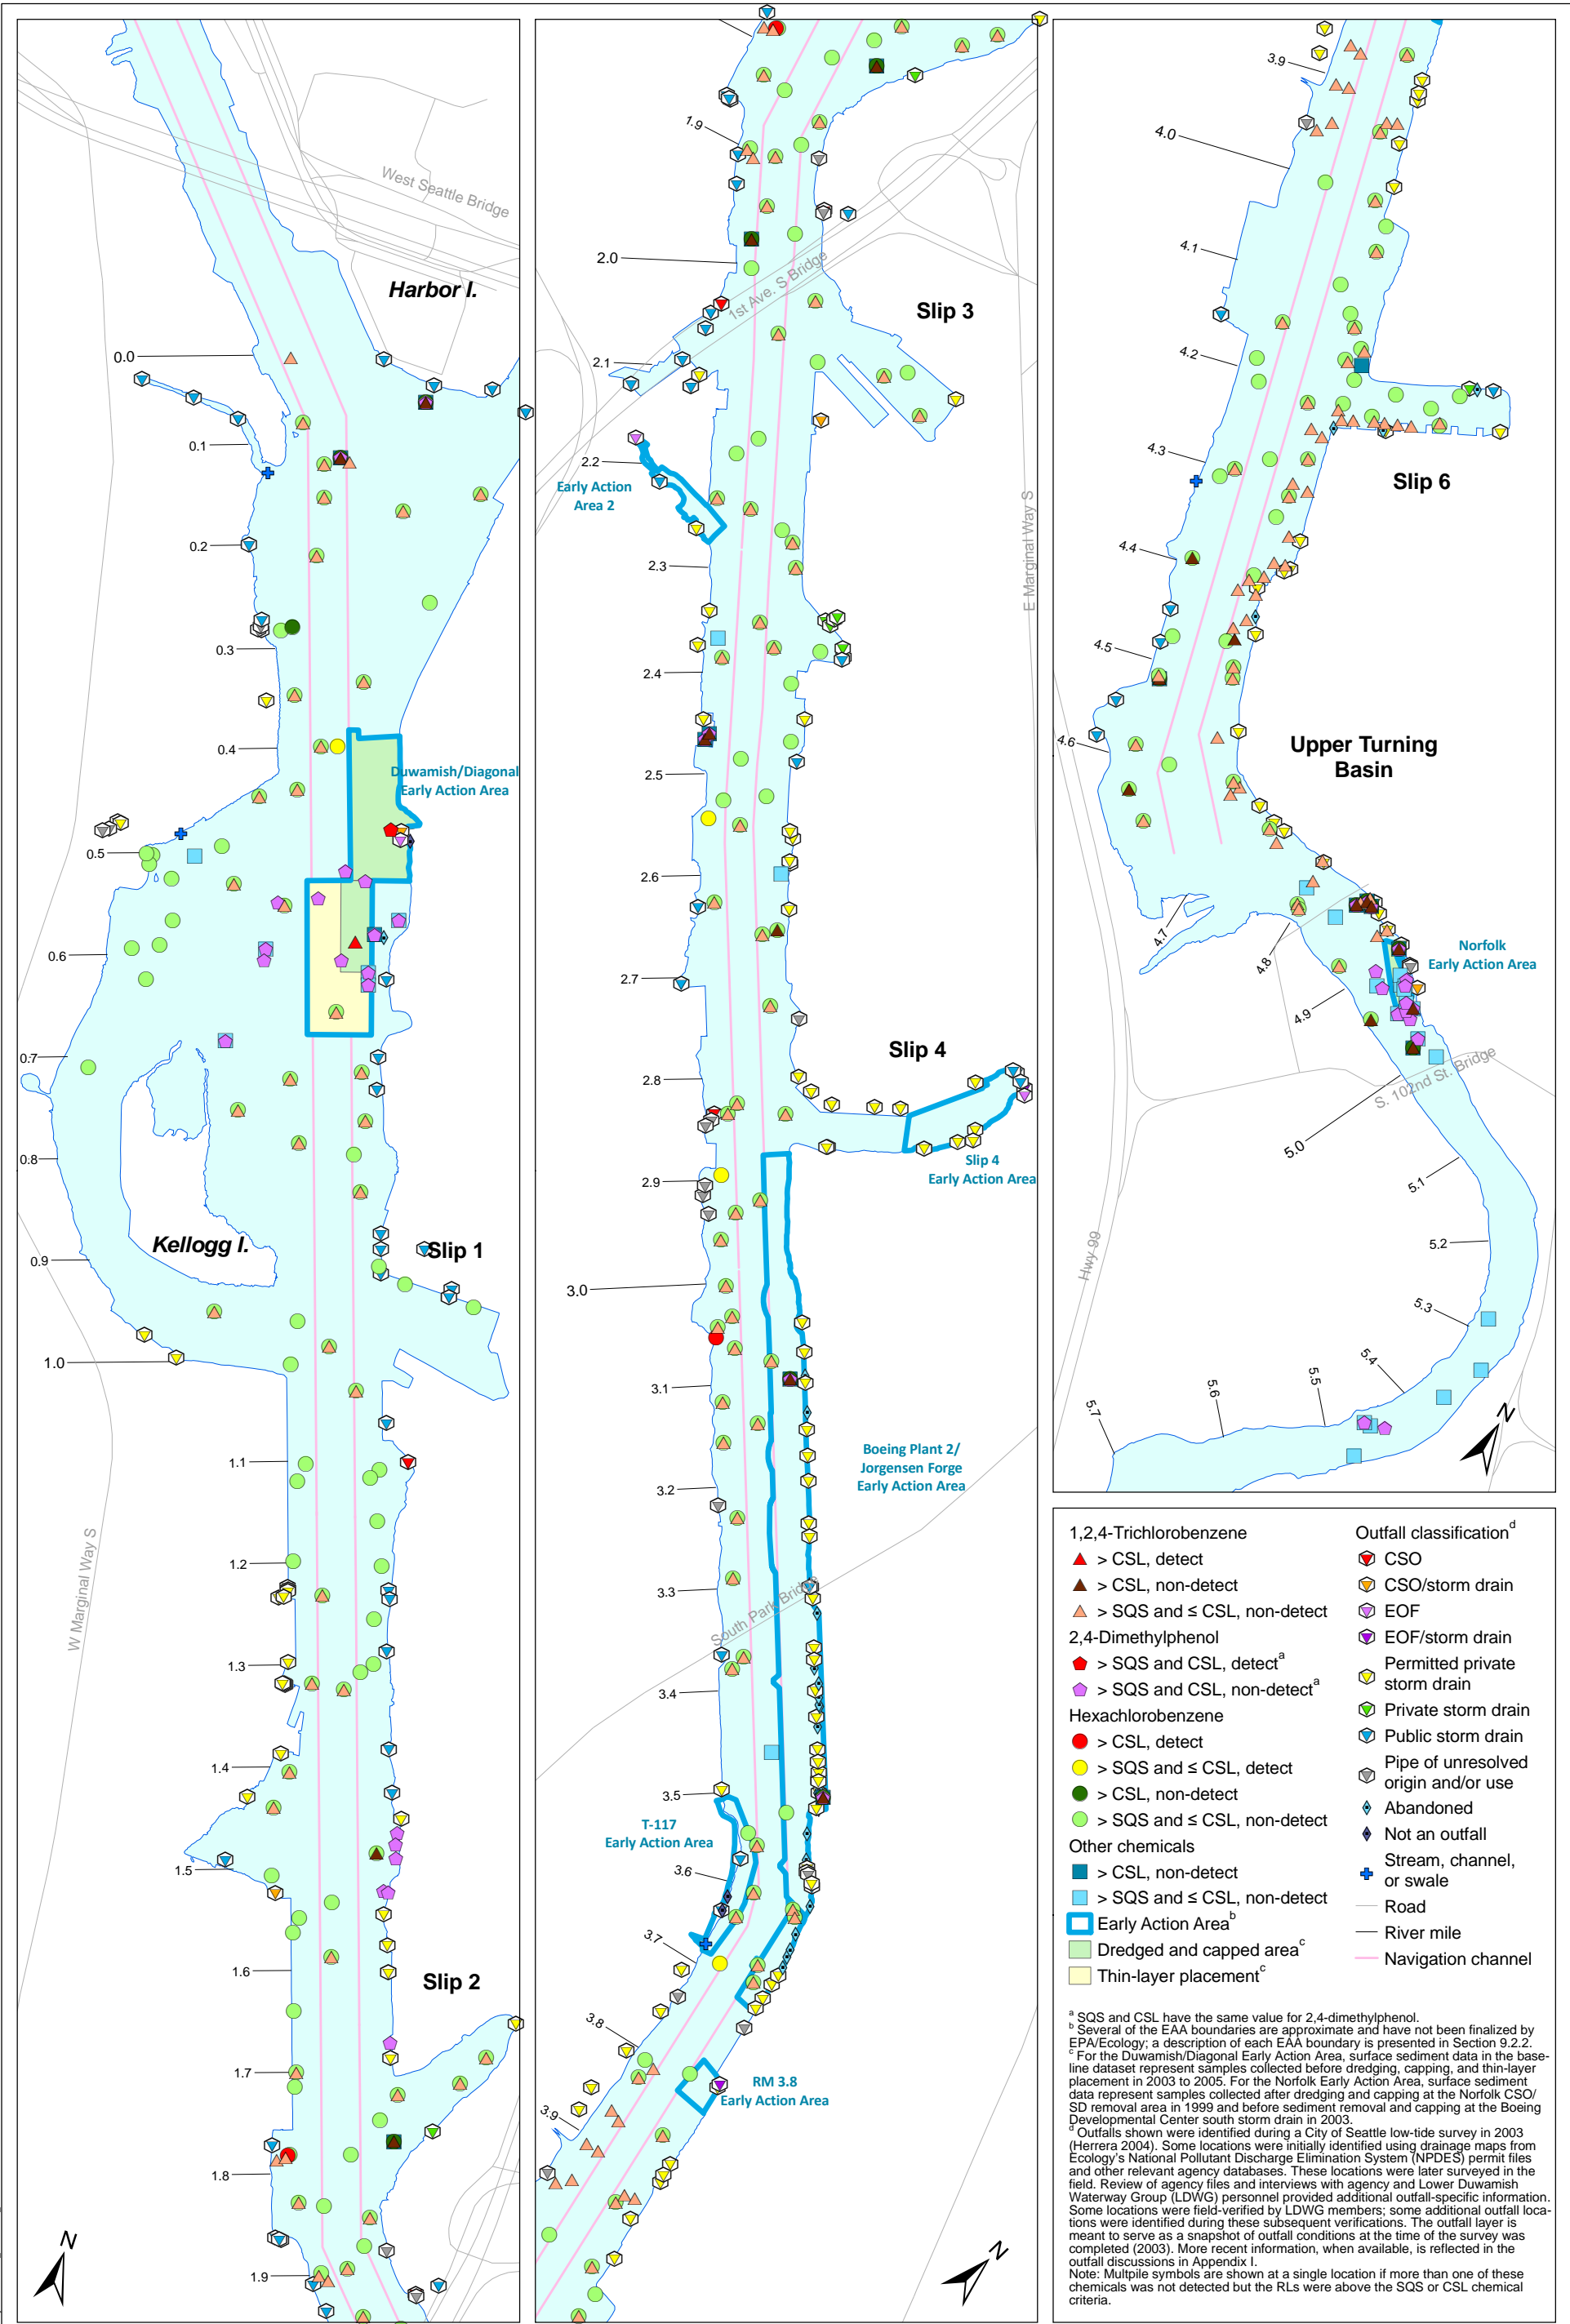 West Seattle Bridge
Harbor I.
0.0
0.1
0.2
0.3
0.4
Duwamish/Diagonal
Early Action Area
0.5
0.6
0.7
0.8
Kellogg I.
Slip 1
0.9
1.0
1.1
W Marginal Way S
1.2
1.3
1.4
1.5
1.6
Slip 2
1.7
1.8
1.9
N
1.9
2.0
1st Ave. S Bridge
Slip 3
2.1
2.2
Early Action
Area 2
E Marginal Way S
2.3
2.4
2.5
2.6
2.7
Slip 4
2.8
Slip 4
Early Action Area
2.9
3.0
3.1
Boeing Plant 2/
Jorgensen Forge
Early Action Area
3.2
3.3
South Park Bridge
3.4
3.5
T-117
Early Action Area
3.6
3.7
3.8
RM 3.8
Early Action Area
3.9
N
3.9
4.0
4.1
4.2
4.3
Slip 6
4.4
4.5
4.6
Upper Turning
Basin
4.7
4.8
Norfolk
Early Action Area
4.9
S. 102nd St. Bridge
5.0
5.1
5.2
Hwy 99
5.3
5.4
5.5
5.6
5.7
N
1,2,4-Trichlorobenzene
> CSL, detect
> CSL, non-detect
> SQS and ≤ CSL, non-detect
2,4-Dimethylphenol
> SQS and CSL, detect^a
> SQS and CSL, non-detect^a
Hexachlorobenzene
> CSL, detect
> SQS and ≤ CSL, detect
> CSL, non-detect
> SQS and ≤ CSL, non-detect
Other chemicals
> CSL, non-detect
> SQS and ≤ CSL, non-detect
Early Action Area^b
Dredged and capped area^c
Thin-layer placement^c
Outfall classification^d
CSO
CSO/storm drain
EOF
EOF/storm drain
Permitted private
storm drain
Private storm drain
Public storm drain
Pipe of unresolved
origin and/or use
Abandoned
Not an outfall
Stream, channel,
or swale
Road
River mile
Navigation channel
^a SQS and CSL have the same value for 2,4-dimethylphenol.
^b Several of the EAA boundaries are approximate and have not been finalized by
EPA/Ecology; a description of each EAA boundary is presented in Section 9.2.2.
^c For the Duwamish/Diagonal Early Action Area, surface sediment data in the base-
line dataset represent samples collected before dredging, capping, and thin-layer
placement in 2003 to 2005. For the Norfolk Early Action Area, surface sediment
data represent samples collected after dredging and capping at the Norfolk CSO/
SD removal area in 1999 and before sediment removal and capping at the Boeing
Developmental Center south storm drain in 2003.
^d Outfalls shown were identified during a City of Seattle low-tide survey in 2003
(Herrera 2004). Some locations were initially identified using drainage maps from
Ecology's National Pollutant Discharge Elimination System (NPDES) permit files
and other relevant agency databases. These locations were later surveyed in the
field. Review of agency files and interviews with agency and Lower Duwamish
Waterway Group (LDWG) personnel provided additional outfall-specific information.
Some locations were field-verified by LDWG members; some additional outfall loca-
tions were identified during these subsequent verifications. The outfall layer is
meant to serve as a snapshot of outfall conditions at the time of the survey was
completed (2003). More recent information, when available, is reflected in the
outfall discussions in Appendix I.
Note: Multpile symbols are shown at a single location if more than one of these
chemicals was not detected but the RLs were above the SQS or CSL chemical
criteria.